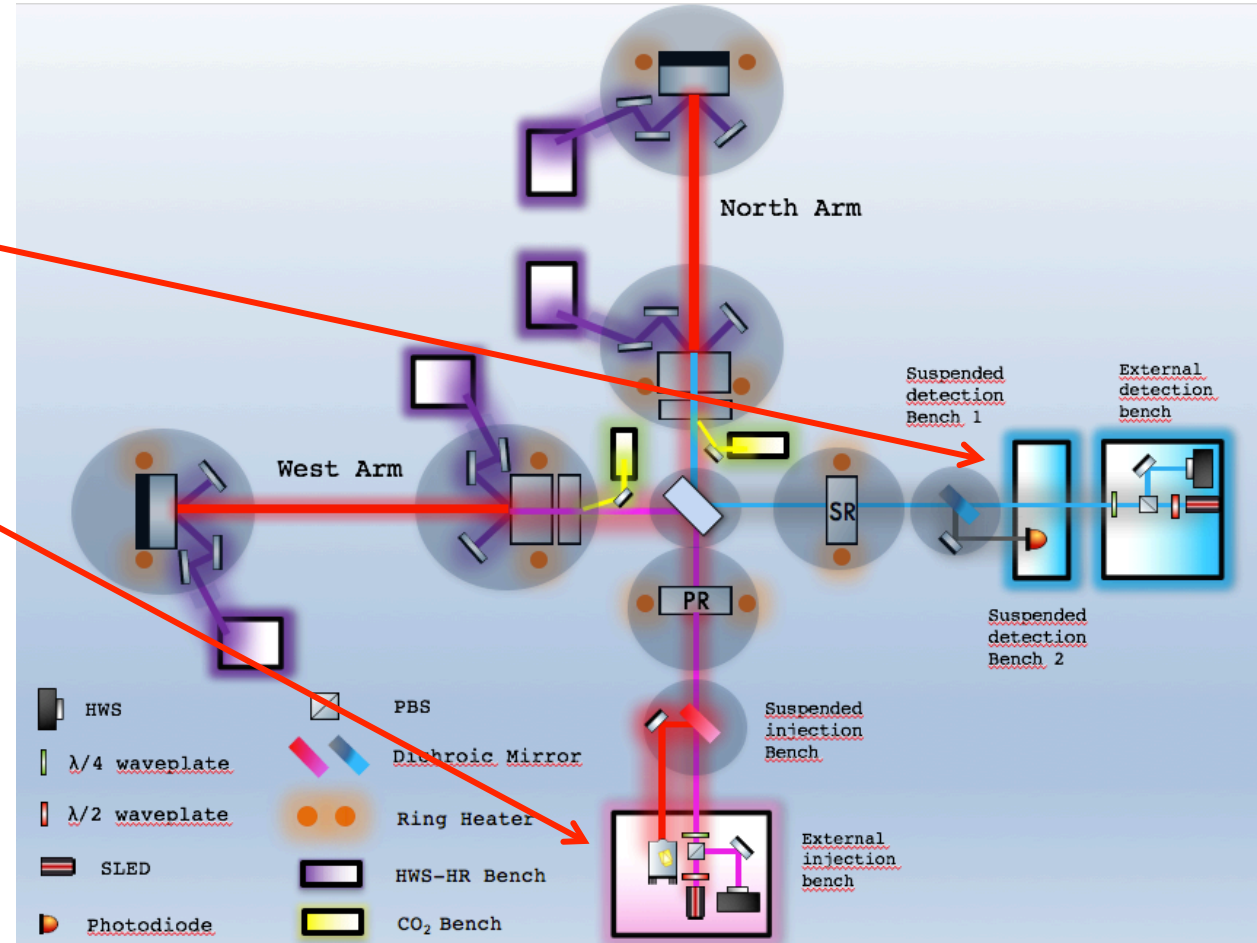 North Arm
Suspended
detection
Bench 1
External
detection
bench
West Arm
SR
PR
Suspended
detection
Bench 2
Suspended
injection
Bench
External
injection
bench
HWS
PBS
λ/4 waveplate
Dichroic Mirror
λ/2 waveplate
Ring Heater
SLED
HWS-HR Bench
Photodiode
CO₂ Bench